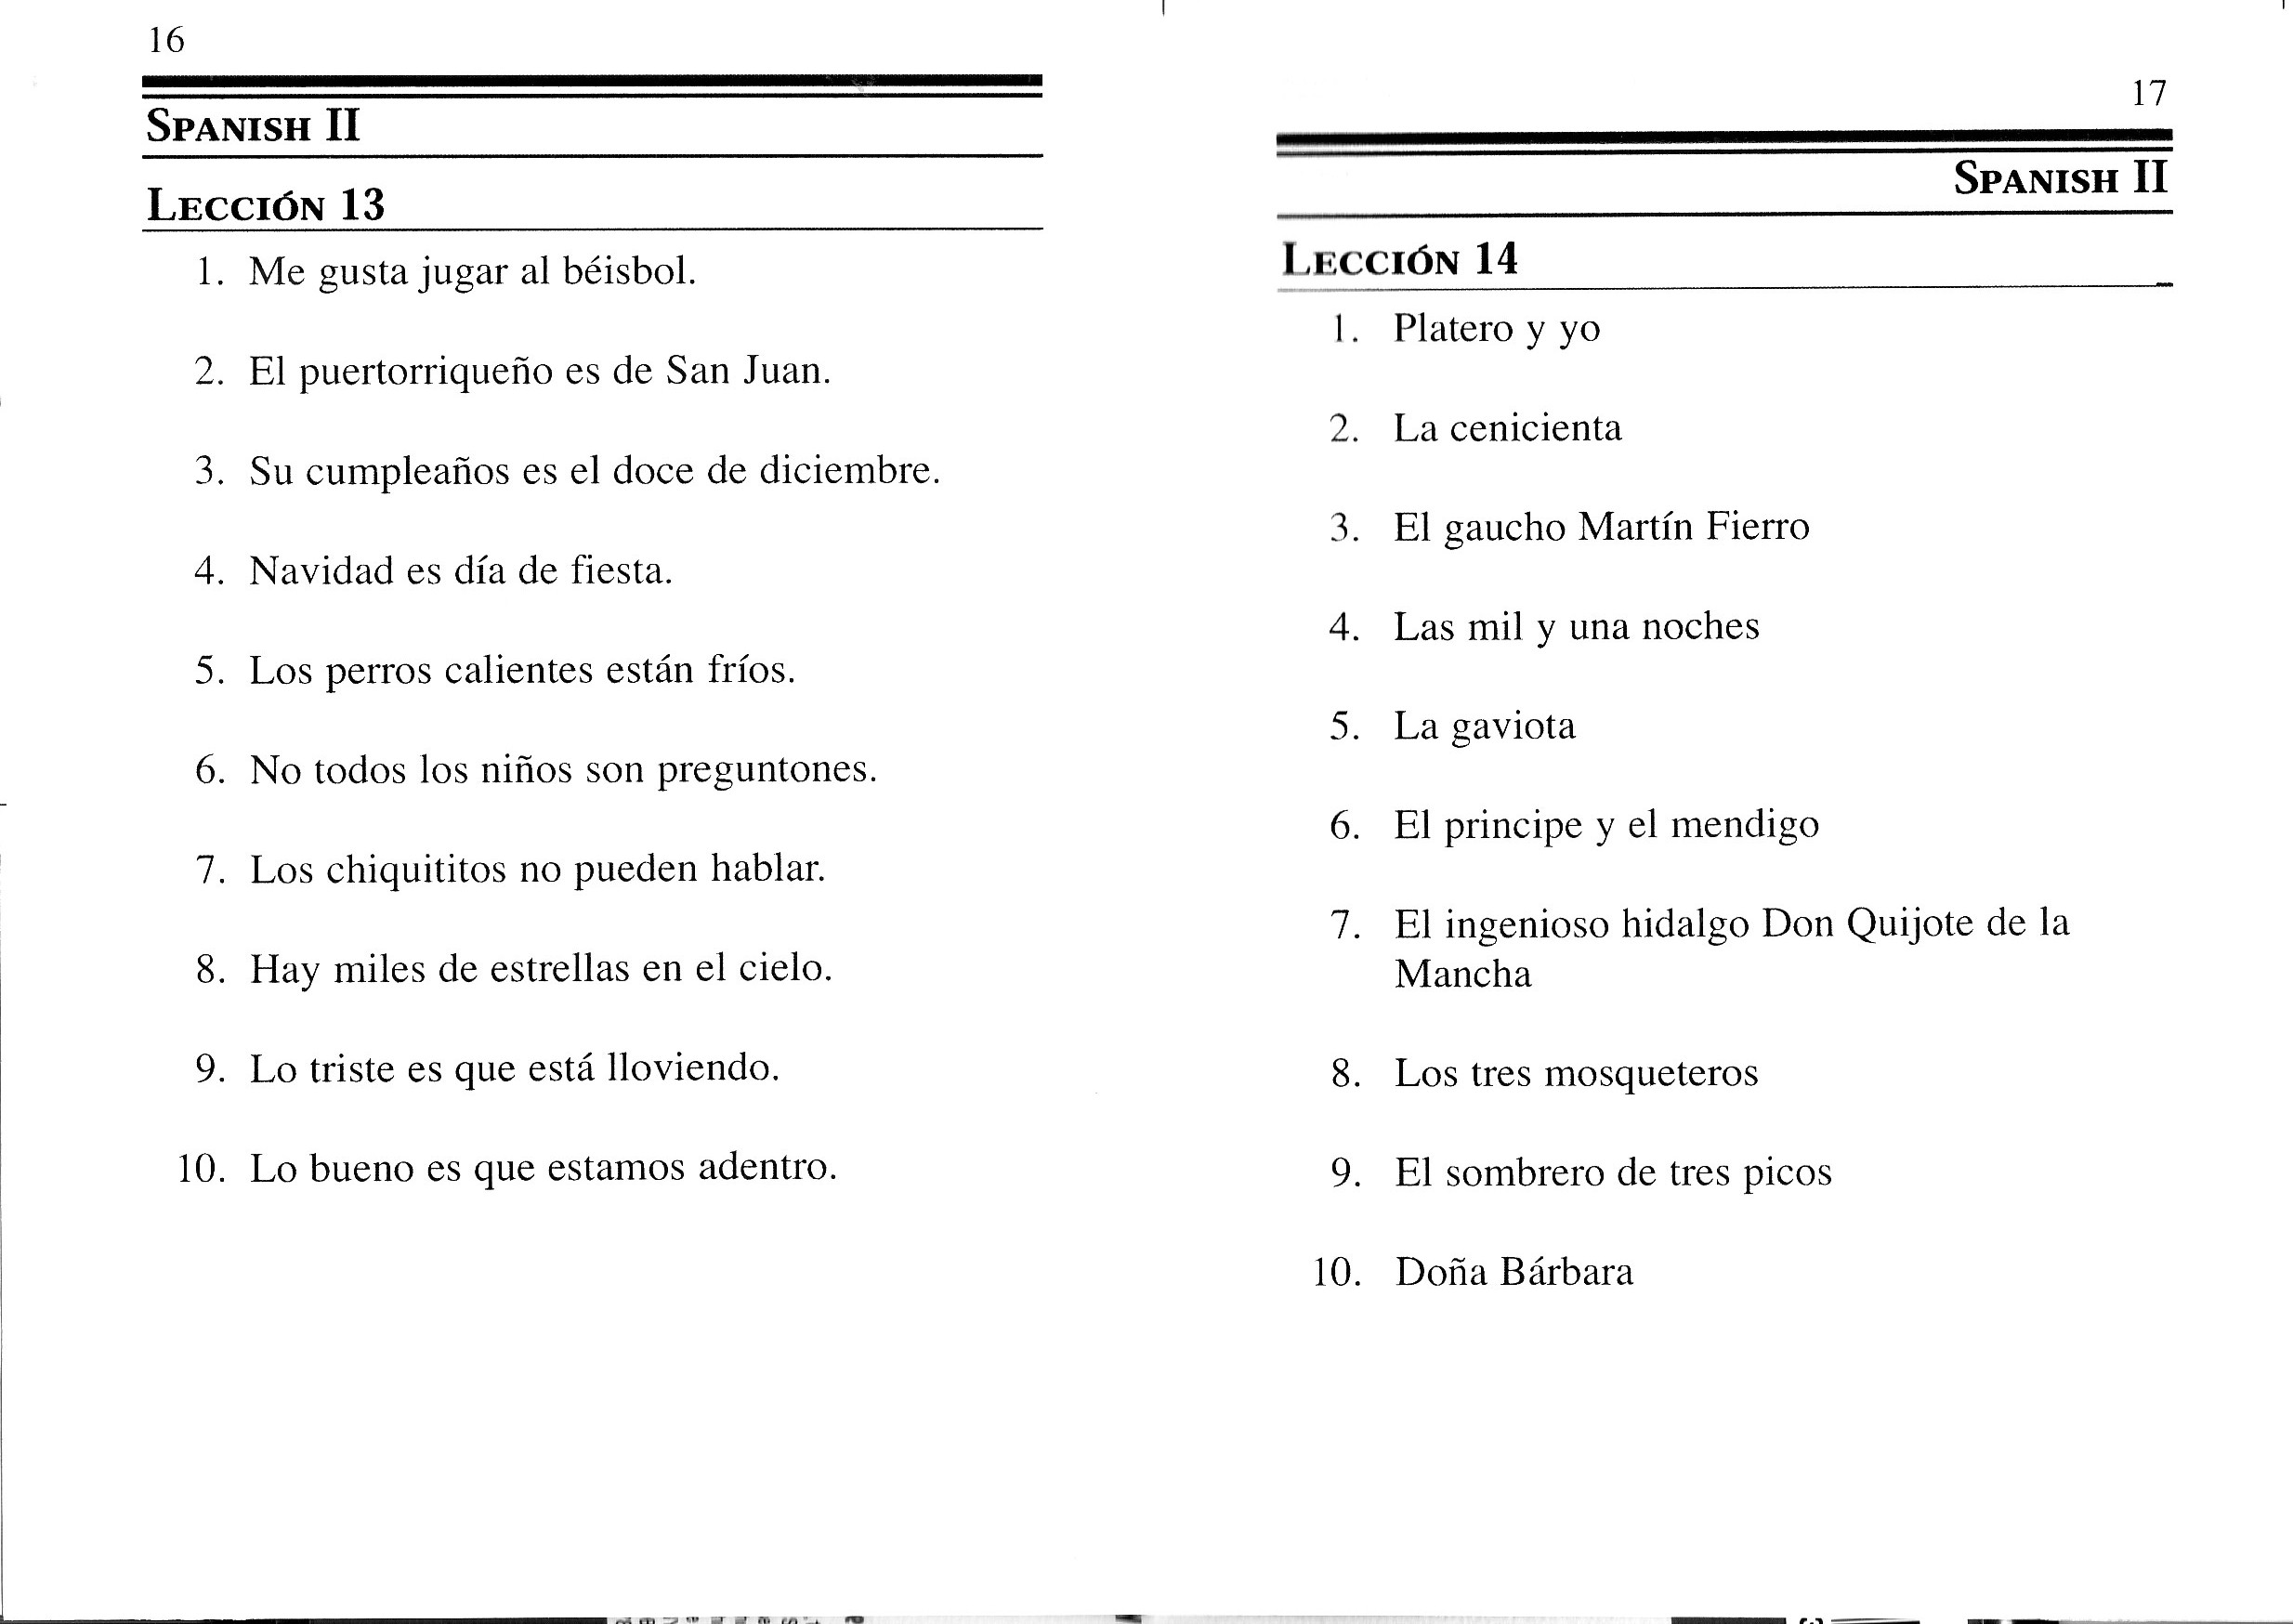 16
SPANISH II
LECCIÓN 13
1. Me gusta jugar al béisbol.
2. El puertorriqueño es de San Juan.
3. Su cumpleaños es el doce de diciembre.
4. Navidad es día de fiesta.
5. Los perros calientes están fríos.
6. No todos los niños son preguntones.
7. Los chiquititos no pueden hablar.
8. Hay miles de estrellas en el cielo.
9. Lo triste es que está lloviendo.
10. Lo bueno es que estamos adentro.
17
SPANISH II
LECCIÓN 14
1. Platero y yo
2. La cenicienta
3. El gaucho Martín Fierro
4. Las mil y una noches
5. La gaviota
6. El principe y el mendigo
7. El ingenioso hidalgo Don Quijote de la
Mancha
8. Los tres mosqueteros
9. El sombrero de tres picos
10. Doña Bárbara